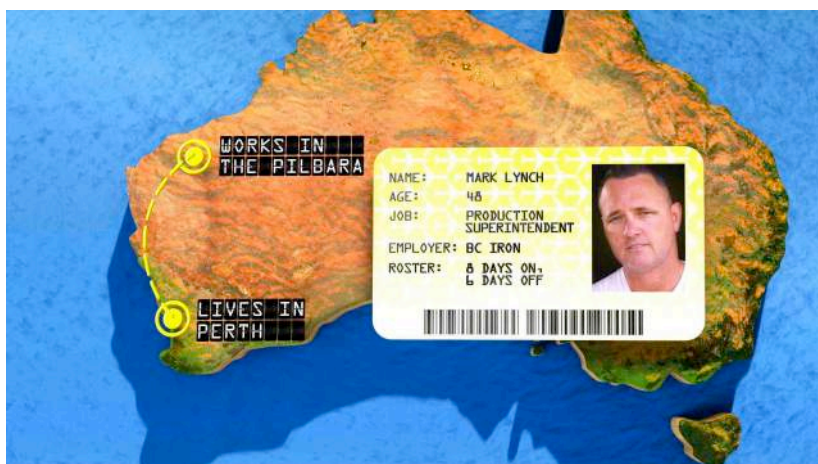 WORKS IN
THE PILBARA
NAME: MARK LYNCH
AGE: 48
JOB: PRODUCTION
SUPERINTENDENT
EMPLOYER: BC IRON
ROSTER: 8 DAYS ON,
6 DAYS OFF
LIVES IN
PERTH